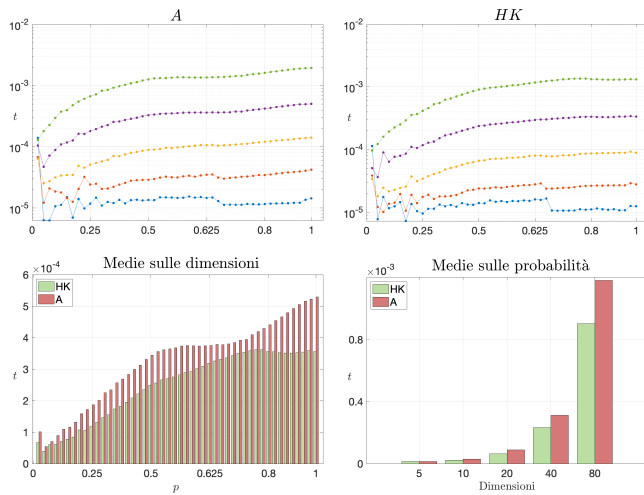 A
10^-2
10^-3
t
10^-4
10^-5
0 0.25 0.5 0.625 0.8 1
HK
10^-2
10^-3
t
10^-4
10^-5
0 0.25 0.5 0.625 0.8 1
×10^-4
Medie sulle dimensioni
6
5
4
3
t
2
1
0
HK
A
0 0.25 0.5 0.625 0.8 1
p
×10^-3
Medie sulle probabilità
HK
A
0.8
t
0.4
0
5 10 20 40 80
Dimensioni